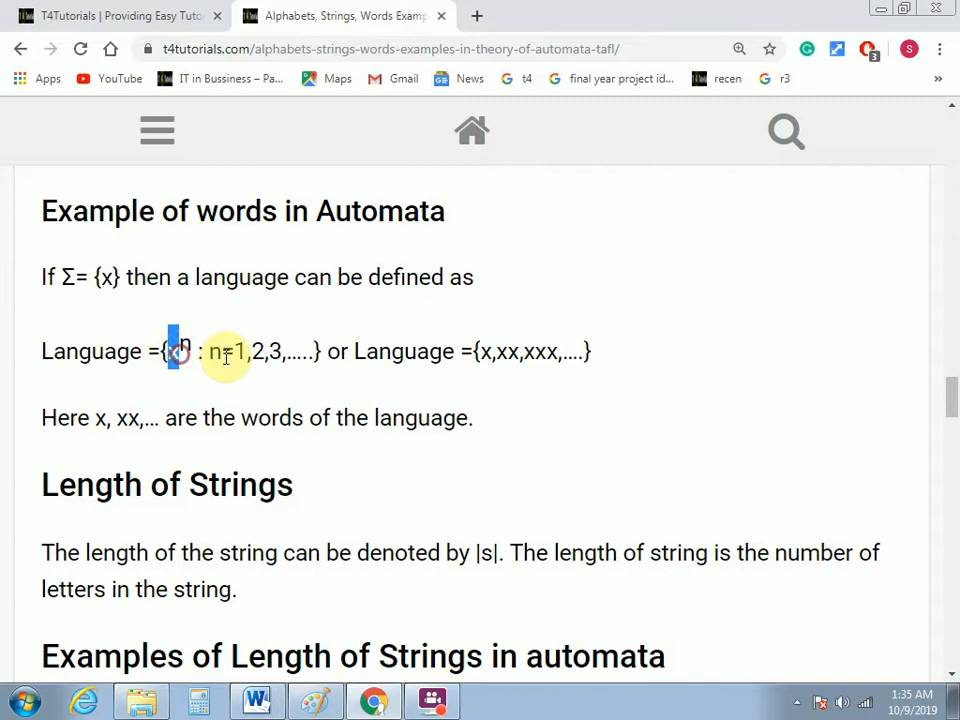 T4Tutorials | Providing Easy Tuto
Alphabets, Strings, Words Examp
t4tutorials.com/alphabets-strings-words-examples-in-theory-of-automata-tafl/
3
S
Apps YouTube IT in Bussiness – Pa... Maps Gmail News t4 final year project id... recen r3 »
Example of words in Automata
If Σ= {x} then a language can be defined as
Language ={xⁿ : n=1,2,3,…..} or Language ={x,xx,xxx,….}
Here x, xx,… are the words of the language.
Length of Strings
The length of the string can be denoted by |s|. The length of string is the number of
letters in the string.
Examples of Length of Strings in automata
1:35 AM
10/9/2019